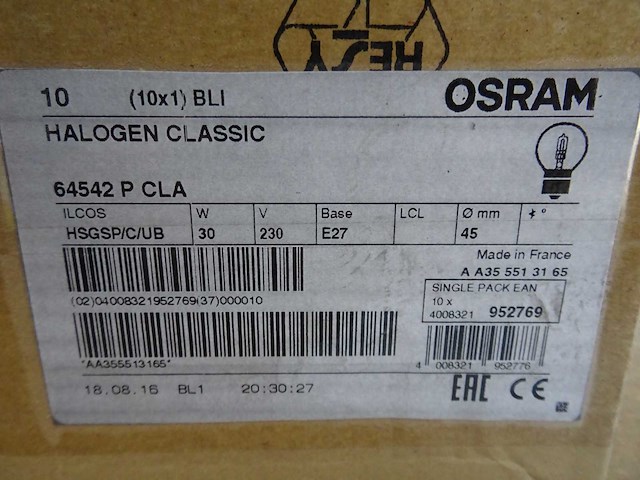 RESY
10 (10x1) BLI OSRAM
HALOGEN CLASSIC
64542 P CLA
ILCOS W V Base LCL Ø mm °
HSGSP/C/UB 30 230 E27 45
Made in France
A A35 551 31 65
SINGLE PACK EAN
10 x
4008321 952769
(02)04008321952769(37)000010
*AA355513165*
4 008321 952776
18.08.16 BL1 20:30:27
EAC CE